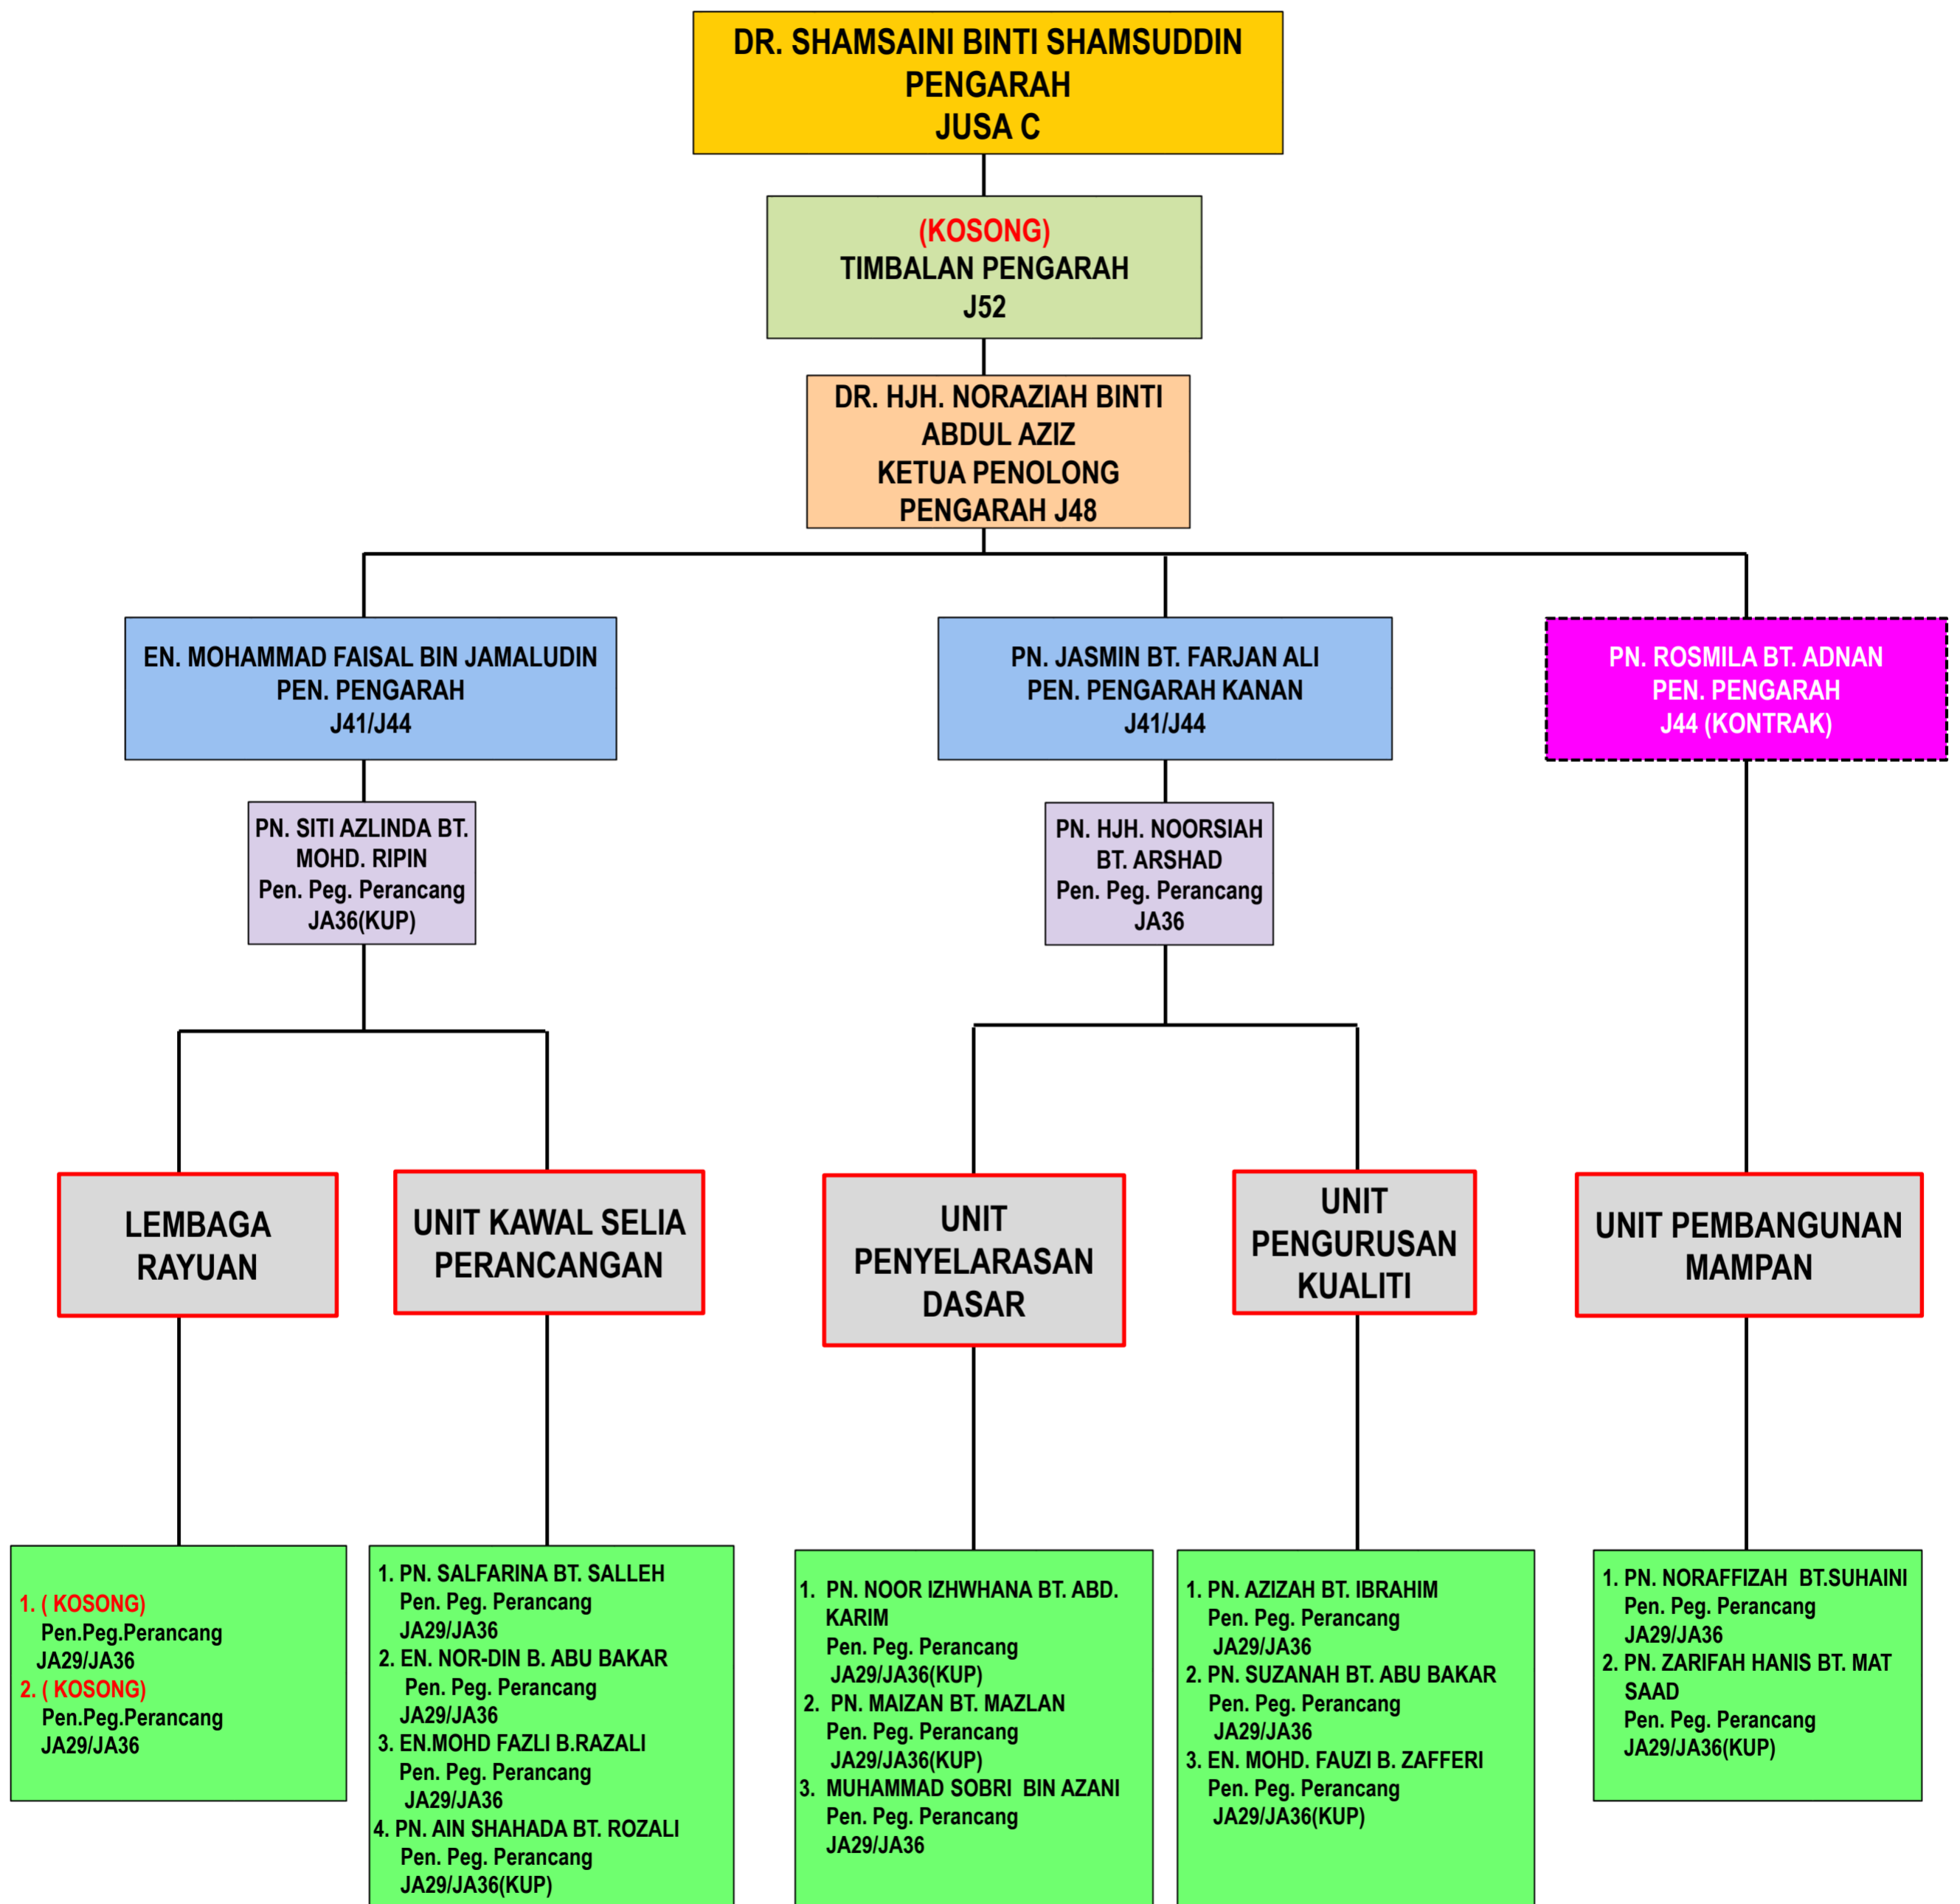 DR. SHAMSAINI BINTI SHAMSUDDIN
PENGARAH
JUSA C
(KOSONG)
TIMBALAN PENGARAH
J52
DR. HJH. NORAZIAH BINTI
ABDUL AZIZ
KETUA PENOLONG
PENGARAH J48
EN. MOHAMMAD FAISAL BIN JAMALUDIN
PEN. PENGARAH
J41/J44
PN. JASMIN BT. FARJAN ALI
PEN. PENGARAH KANAN
J41/J44
PN. ROSMILA BT. ADNAN
PEN. PENGARAH
J44 (KONTRAK)
PN. SITI AZLINDA BT.
MOHD. RIPIN
Pen. Peg. Perancang
JA36(KUP)
PN. HJH. NOORSIAH
BT. ARSHAD
Pen. Peg. Perancang
JA36
LEMBAGA
RAYUAN
UNIT KAWAL SELIA
PERANCANGAN
UNIT
PENYELARASAN
DASAR
UNIT
PENGURUSAN
KUALITI
UNIT PEMBANGUNAN
MAMPAN
1. ( KOSONG)
Pen.Peg.Perancang
JA29/JA36
2. ( KOSONG)
Pen.Peg.Perancang
JA29/JA36
1. PN. SALFARINA BT. SALLEH
Pen. Peg. Perancang
JA29/JA36
2. EN. NOR-DIN B. ABU BAKAR
Pen. Peg. Perancang
JA29/JA36
3. EN.MOHD FAZLI B.RAZALI
Pen. Peg. Perancang
JA29/JA36
4. PN. AIN SHAHADA BT. ROZALI
Pen. Peg. Perancang
JA29/JA36(KUP)
1. PN. NOOR IZHWHANA BT. ABD.
KARIM
Pen. Peg. Perancang
JA29/JA36(KUP)
2. PN. MAIZAN BT. MAZLAN
Pen. Peg. Perancang
JA29/JA36(KUP)
3. MUHAMMAD SOBRI BIN AZANI
Pen. Peg. Perancang
JA29/JA36
1. PN. AZIZAH BT. IBRAHIM
Pen. Peg. Perancang
JA29/JA36
2. PN. SUZANAH BT. ABU BAKAR
Pen. Peg. Perancang
JA29/JA36
3. EN. MOHD. FAUZI B. ZAFFERI
Pen. Peg. Perancang
JA29/JA36(KUP)
1. PN. NORAFFIZAH BT.SUHAINI
Pen. Peg. Perancang
JA29/JA36
2. PN. ZARIFAH HANIS BT. MAT
SAAD
Pen. Peg. Perancang
JA29/JA36(KUP)